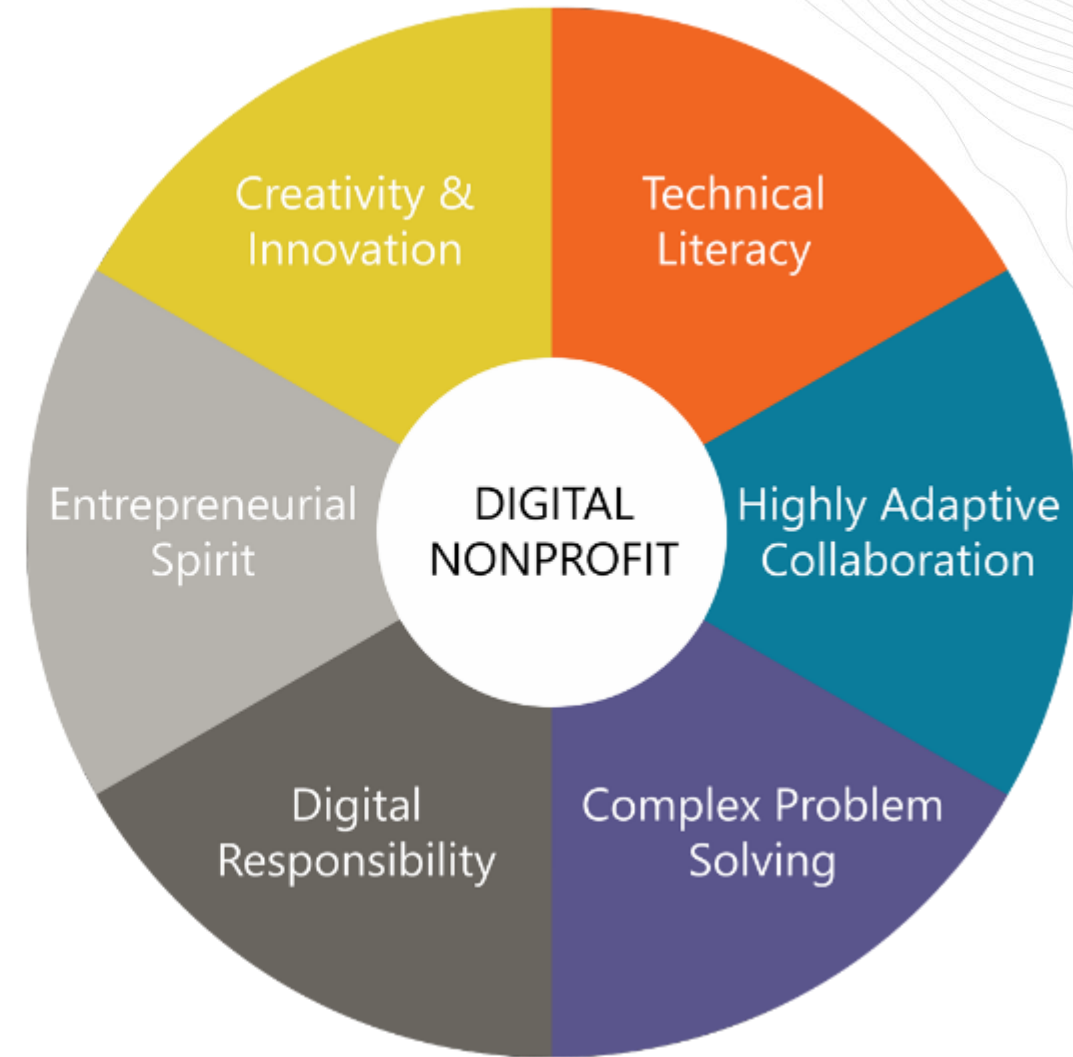 Creativity &
Innovation
Technical
Literacy
Entrepreneurial
Spirit
DIGITAL
NONPROFIT
Highly Adaptive
Collaboration
Digital
Responsibility
Complex Problem
Solving